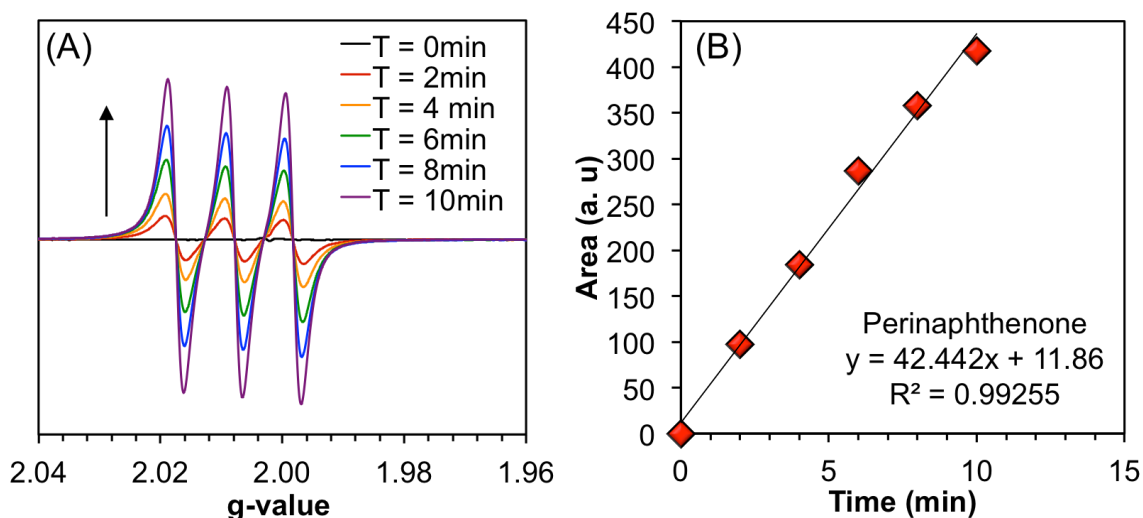 (A)
T = 0min
T = 2min
T = 4 min
T = 6min
T = 8min
T = 10min
2.04 2.02 2.00 1.98 1.96
g-value
(B)
450
400
350
300
250
200
150
100
50
0
Area (a. u)
Perinaphthenone
y = 42.442x + 11.86
R² = 0.99255
0 5 10 15
Time (min)